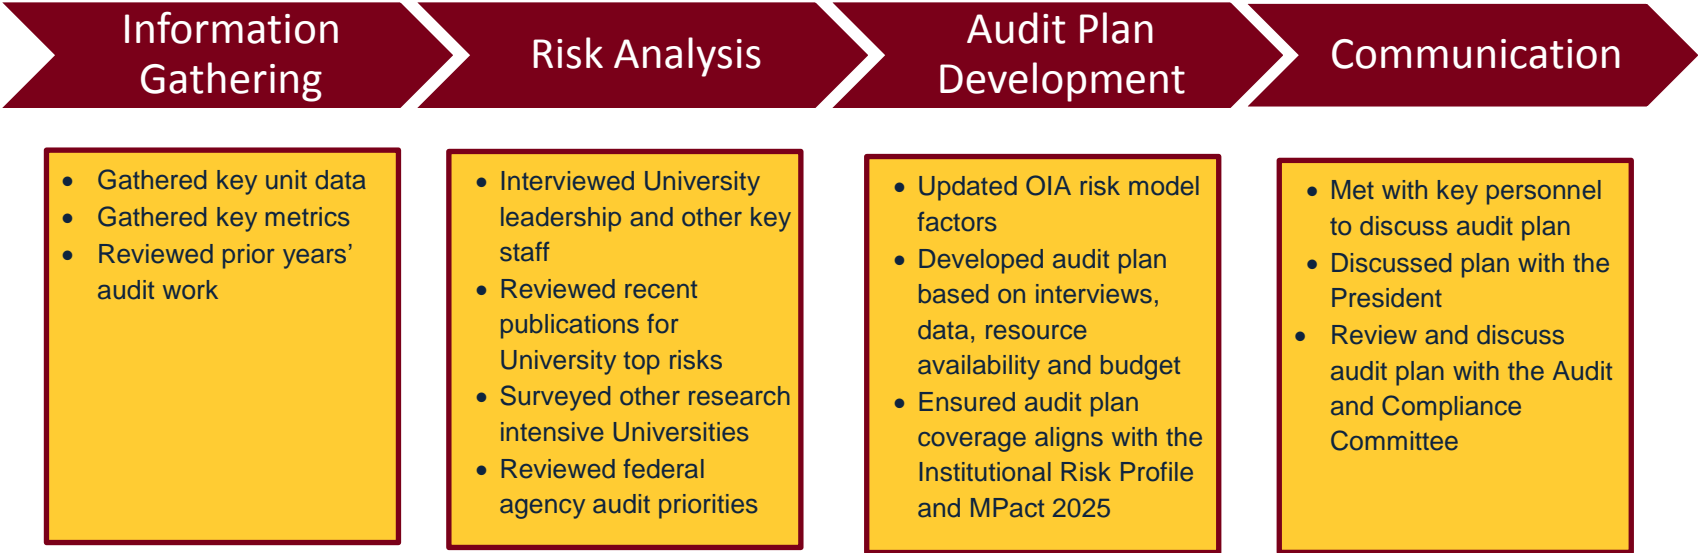 Information
Gathering
Risk Analysis
Audit Plan
Development
Communication
• Gathered key unit data
• Gathered key metrics
• Reviewed prior years’
audit work
• Interviewed University
leadership and other key
staff
• Reviewed recent
publications for
University top risks
• Surveyed other research
intensive Universities
• Reviewed federal
agency audit priorities
• Updated OIA risk model
factors
• Developed audit plan
based on interviews,
data, resource
availability and budget
• Ensured audit plan
coverage aligns with the
Institutional Risk Profile
and MPact 2025
• Met with key personnel
to discuss audit plan
• Discussed plan with the
President
• Review and discuss
audit plan with the Audit
and Compliance
Committee